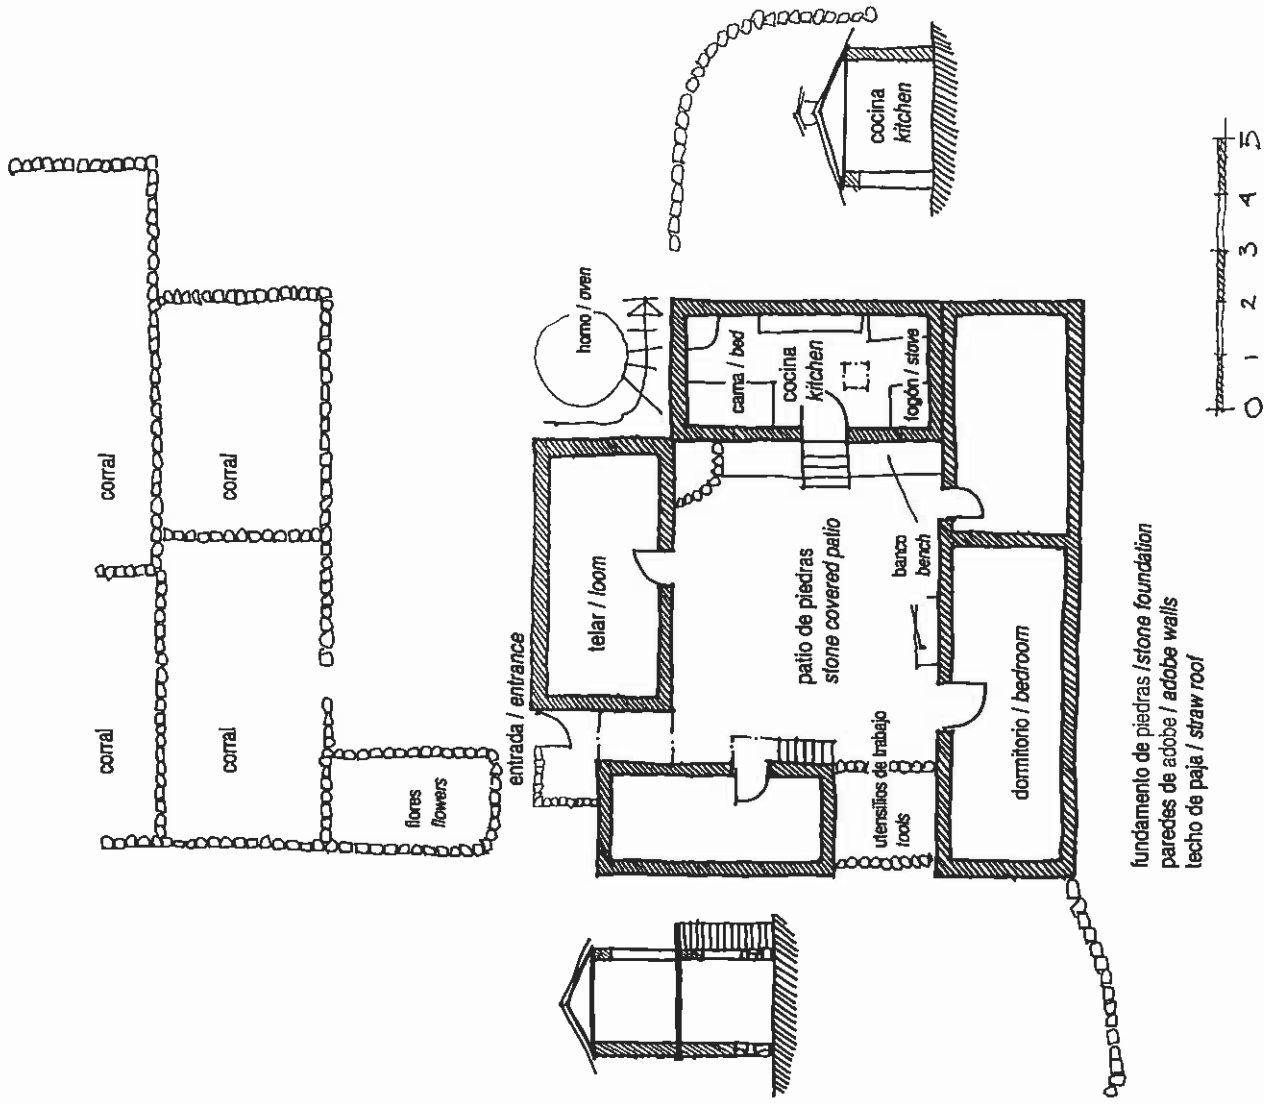 corral
corral
corral
corral
flores
flowers
entrada / entrance
telar / loom
horno / oven
cama / bed
cocina
kitchen
fogón / stove
cocina
kitchen
patio de piedras
stone covered patio
banco
bench
utensilios de trabajo
tools
dormitorio / bedroom
fundamento de piedras / stone foundation
paredes de adobe / adobe walls
techo de paja / straw roof
0 1 2 3 4 5